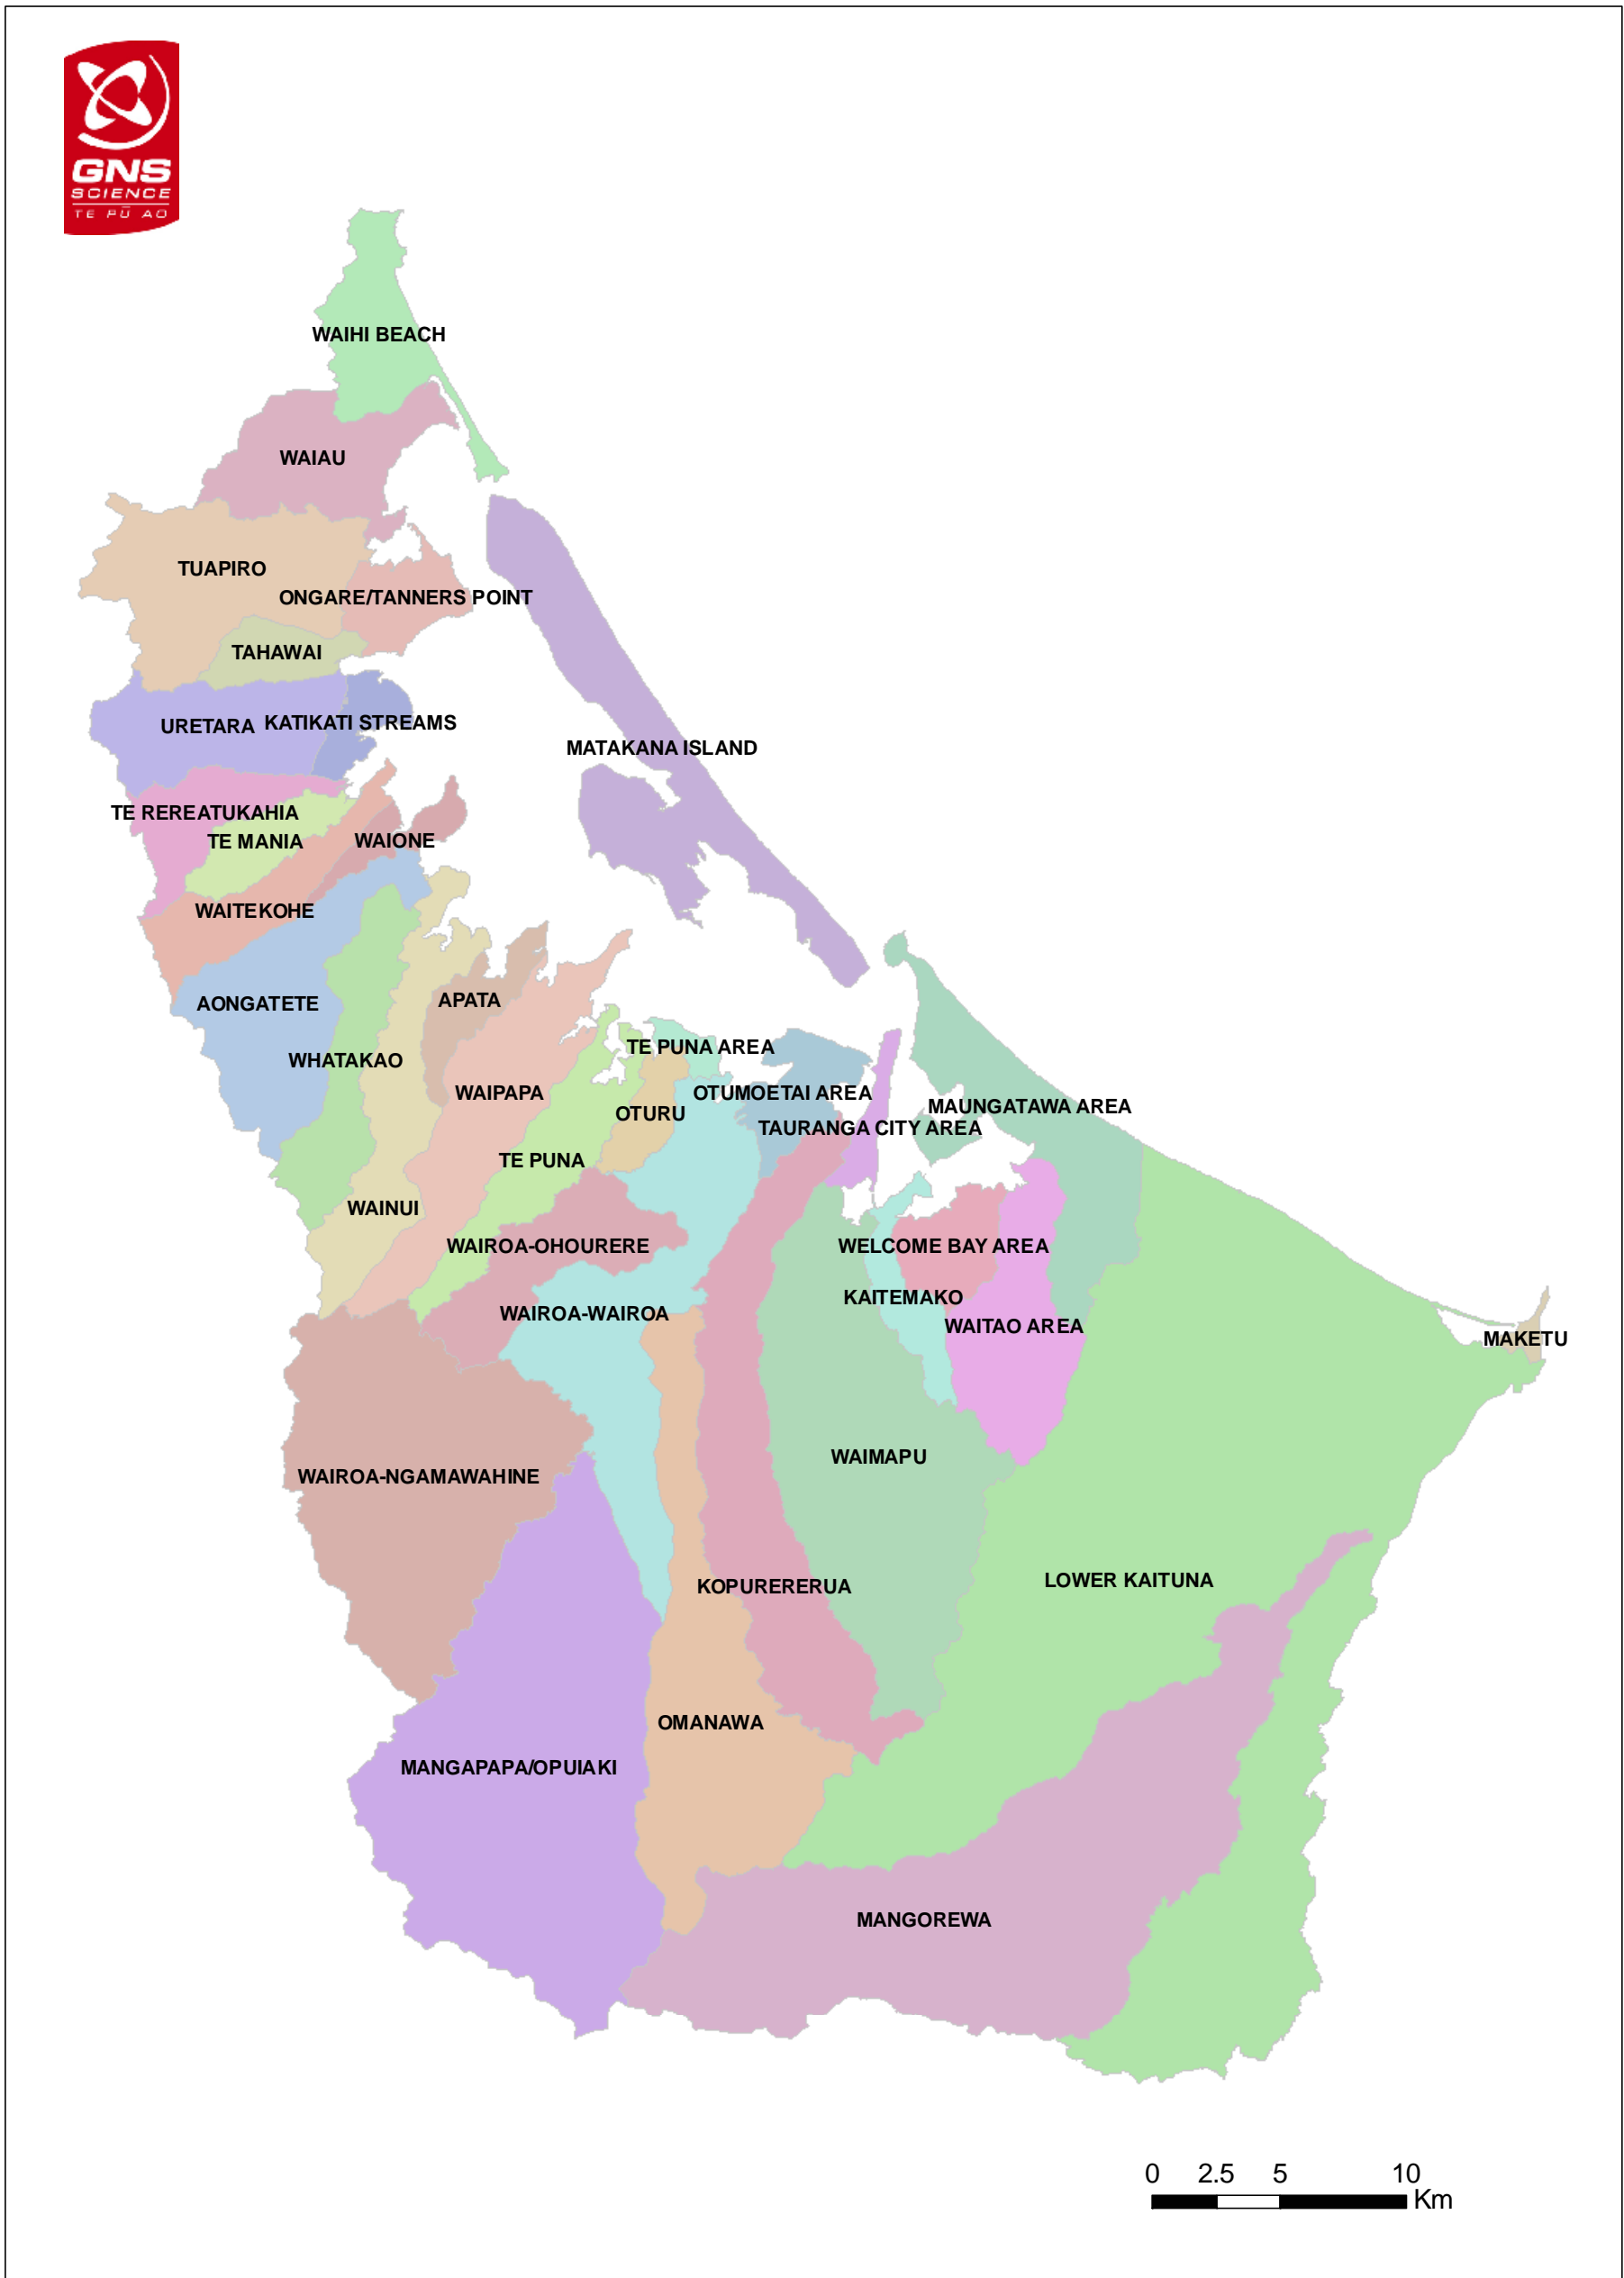 GNS
SCIENCE
TE PŪ AO
WAIHI BEACH
WAIAU
TUAPIRO
ONGARE/TANNERS POINT
TAHAWAI
URETARA
KATIKATI STREAMS
MATAKANA ISLAND
TE REREATUKAHIA
TE MANIA
WAIONE
WAITEKOHE
AONGATETE
APATA
WHATAKAO
TE PUNA AREA
WAIPAPA
OTUMOETAI AREA
OTURU
MAUNGATAWA AREA
TAURANGA CITY AREA
TE PUNA
WAINUI
WAIROA-OHOURERE
WELCOME BAY AREA
KAITEMAKO
WAIROA-WAIROA
WAITAO AREA
MAKETU
WAIMAPU
WAIROA-NGAMAWAHINE
KOPURERERUA
LOWER KAITUNA
OMANAWA
MANGAPAPA/OPUIAKI
MANGOREWA
0 2.5 5 10
Km